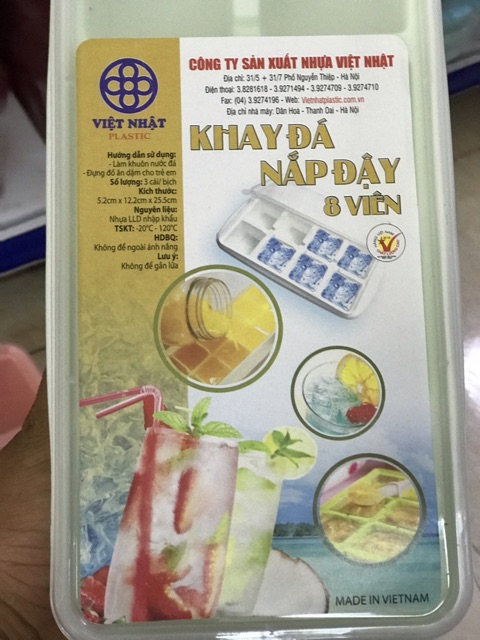 CÔNG TY SẢN XUẤT NHỰA VIỆT NHẬT
Địa chỉ: 31/5 + 31/7 Phố Nguyễn Thiệp - Hà Nội
Điện thoại: 3.8281618 - 3.9271494 - 3.9274709 - 3.9274710
Fax: (04) 3.9274196 - Web: Vietnhatplastic.com.vn
Địa chỉ nhà máy: Dân Hoà - Thanh Oai - Hà Nội
VIỆT NHẬT
PLASTIC
KHAY ĐÁ
NẮP ĐẬY
8 VIÊN
Hướng dẫn sử dụng:
- Làm khuôn nước đá
- Đựng đồ ăn dặm cho trẻ em
Số lượng: 3 cái/ bịch
Kích thước:
5.2cm x 12.2cm x 25.5cm
Nguyên liệu:
Nhựa LLD nhập khẩu
TSKT: -20°C - 120°C
HDBQ:
Không để ngoài ánh nắng
Lưu ý:
Không để gần lửa
MADE IN VIETNAM